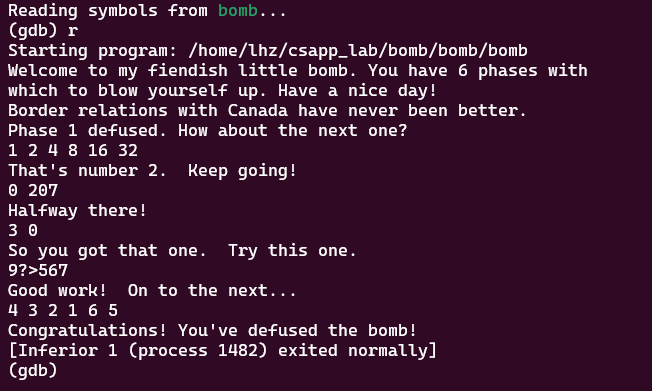 Reading symbols from bomb...
(gdb) r
Starting program: /home/lhz/csapp_lab/bomb/bomb/bomb
Welcome to my fiendish little bomb. You have 6 phases with
which to blow yourself up. Have a nice day!
Border relations with Canada have never been better.
Phase 1 defused. How about the next one?
1 2 4 8 16 32
That's number 2.  Keep going!
0 207
Halfway there!
3 0
So you got that one.  Try this one.
9?>567
Good work!  On to the next...
4 3 2 1 6 5
Congratulations! You've defused the bomb!
[Inferior 1 (process 1482) exited normally]
(gdb)